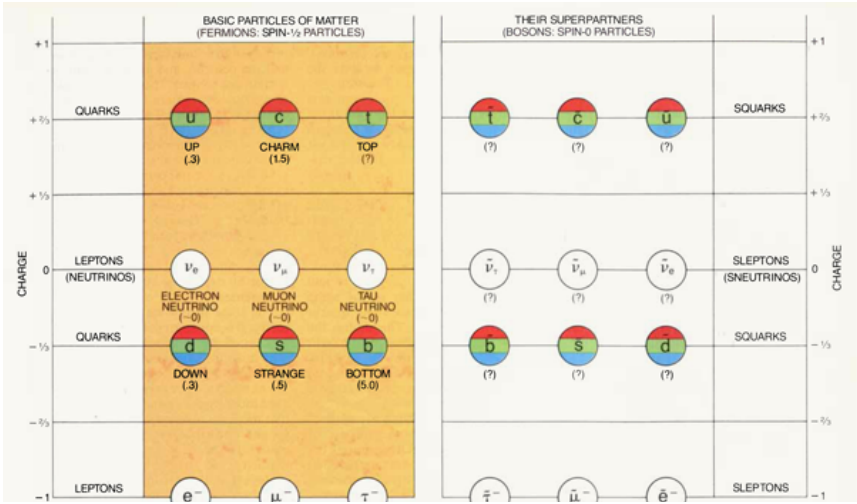 BASIC PARTICLES OF MATTER
(FERMIONS: SPIN-½ PARTICLES)
THEIR SUPERPARTNERS
(BOSONS: SPIN-0 PARTICLES)
+1
+1
QUARKS
u
c
t
t̃
c̃
ũ
SQUARKS
+⅔
+⅔
UP
CHARM
TOP
(.3)
(1.5)
(?)
(?)
(?)
(?)
+⅓
+⅓
CHARGE
CHARGE
0
LEPTONS
(NEUTRINOS)
νe
νμ
ντ
ν̃τ
ν̃μ
ν̃e
SLEPTONS
(SNEUTRINOS)
0
ELECTRON
NEUTRINO
(~0)
MUON
NEUTRINO
(~0)
TAU
NEUTRINO
(~0)
(?)
(?)
(?)
QUARKS
-⅓
d
s
b
b̃
s̃
d̃
SQUARKS
-⅓
DOWN
(.3)
STRANGE
(.5)
BOTTOM
(5.0)
(?)
(?)
(?)
-⅔
-⅔
LEPTONS
-1
e⁻
μ⁻
τ⁻
τ̃⁻
μ̃⁻
ẽ⁻
SLEPTONS
-1